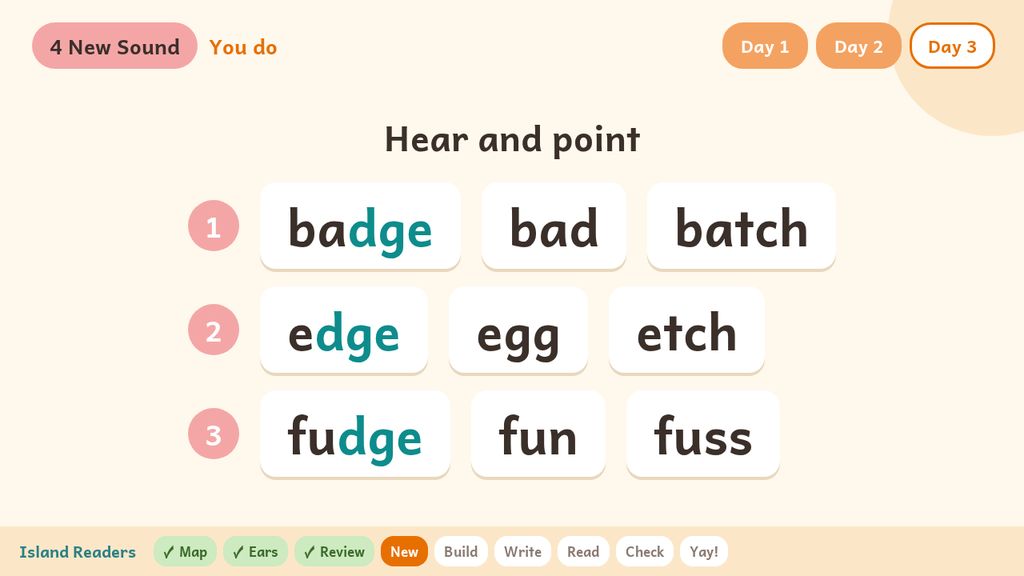 4 New Sound You do Day 1 Day 2 Day 3
Hear and point
1 badge bad batch
2 edge egg etch
3 fudge fun fuss
Island Readers ✓ Map ✓ Ears ✓ Review New Build Write Read Check Yay!